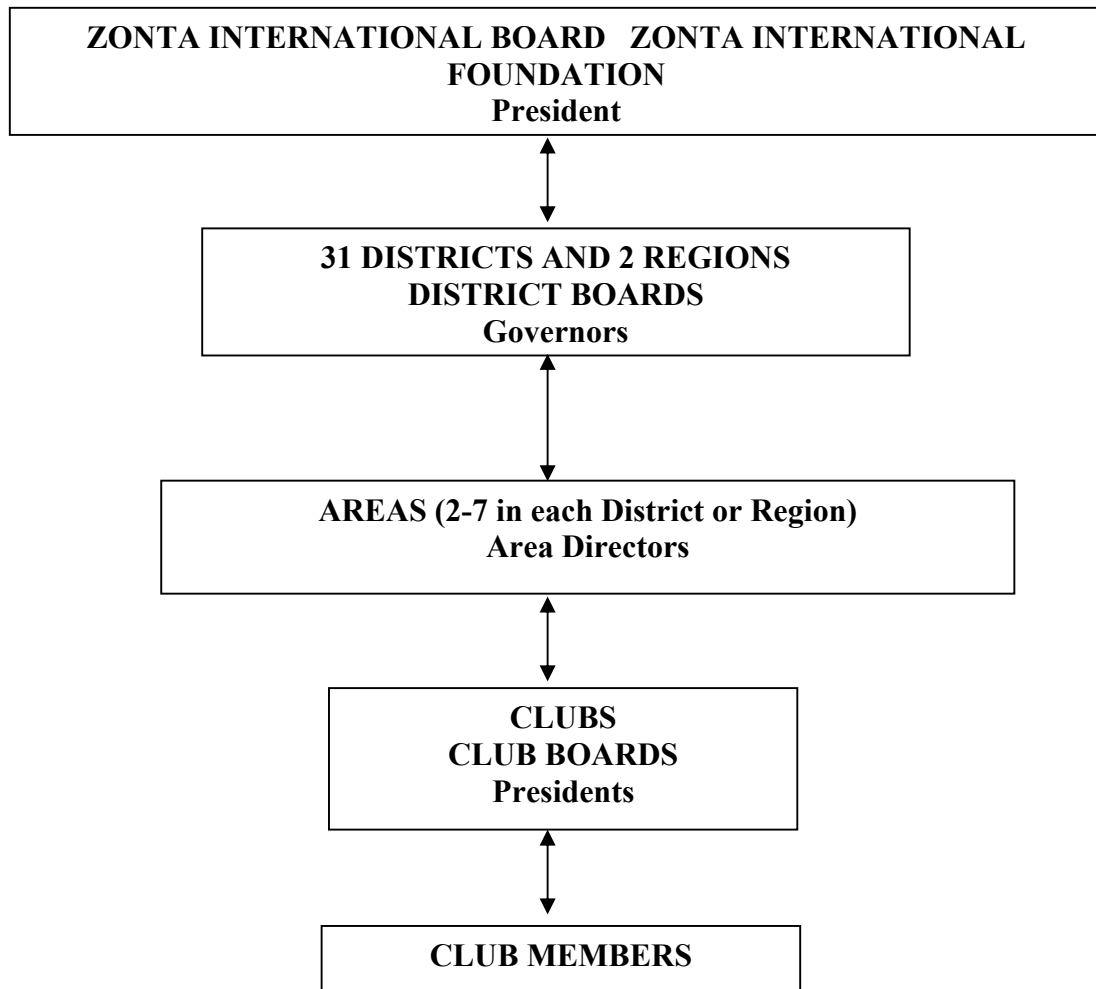 ZONTA INTERNATIONAL BOARD   ZONTA INTERNATIONAL
FOUNDATION
President
31 DISTRICTS AND 2 REGIONS
DISTRICT BOARDS
Governors
AREAS (2-7 in each District or Region)
Area Directors
CLUBS
CLUB BOARDS
Presidents
CLUB MEMBERS